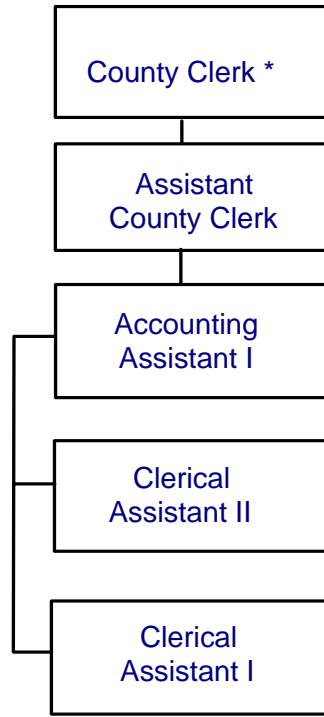 County Clerk *
Assistant
County Clerk
Accounting
Assistant I
Clerical
Assistant II
Clerical
Assistant I